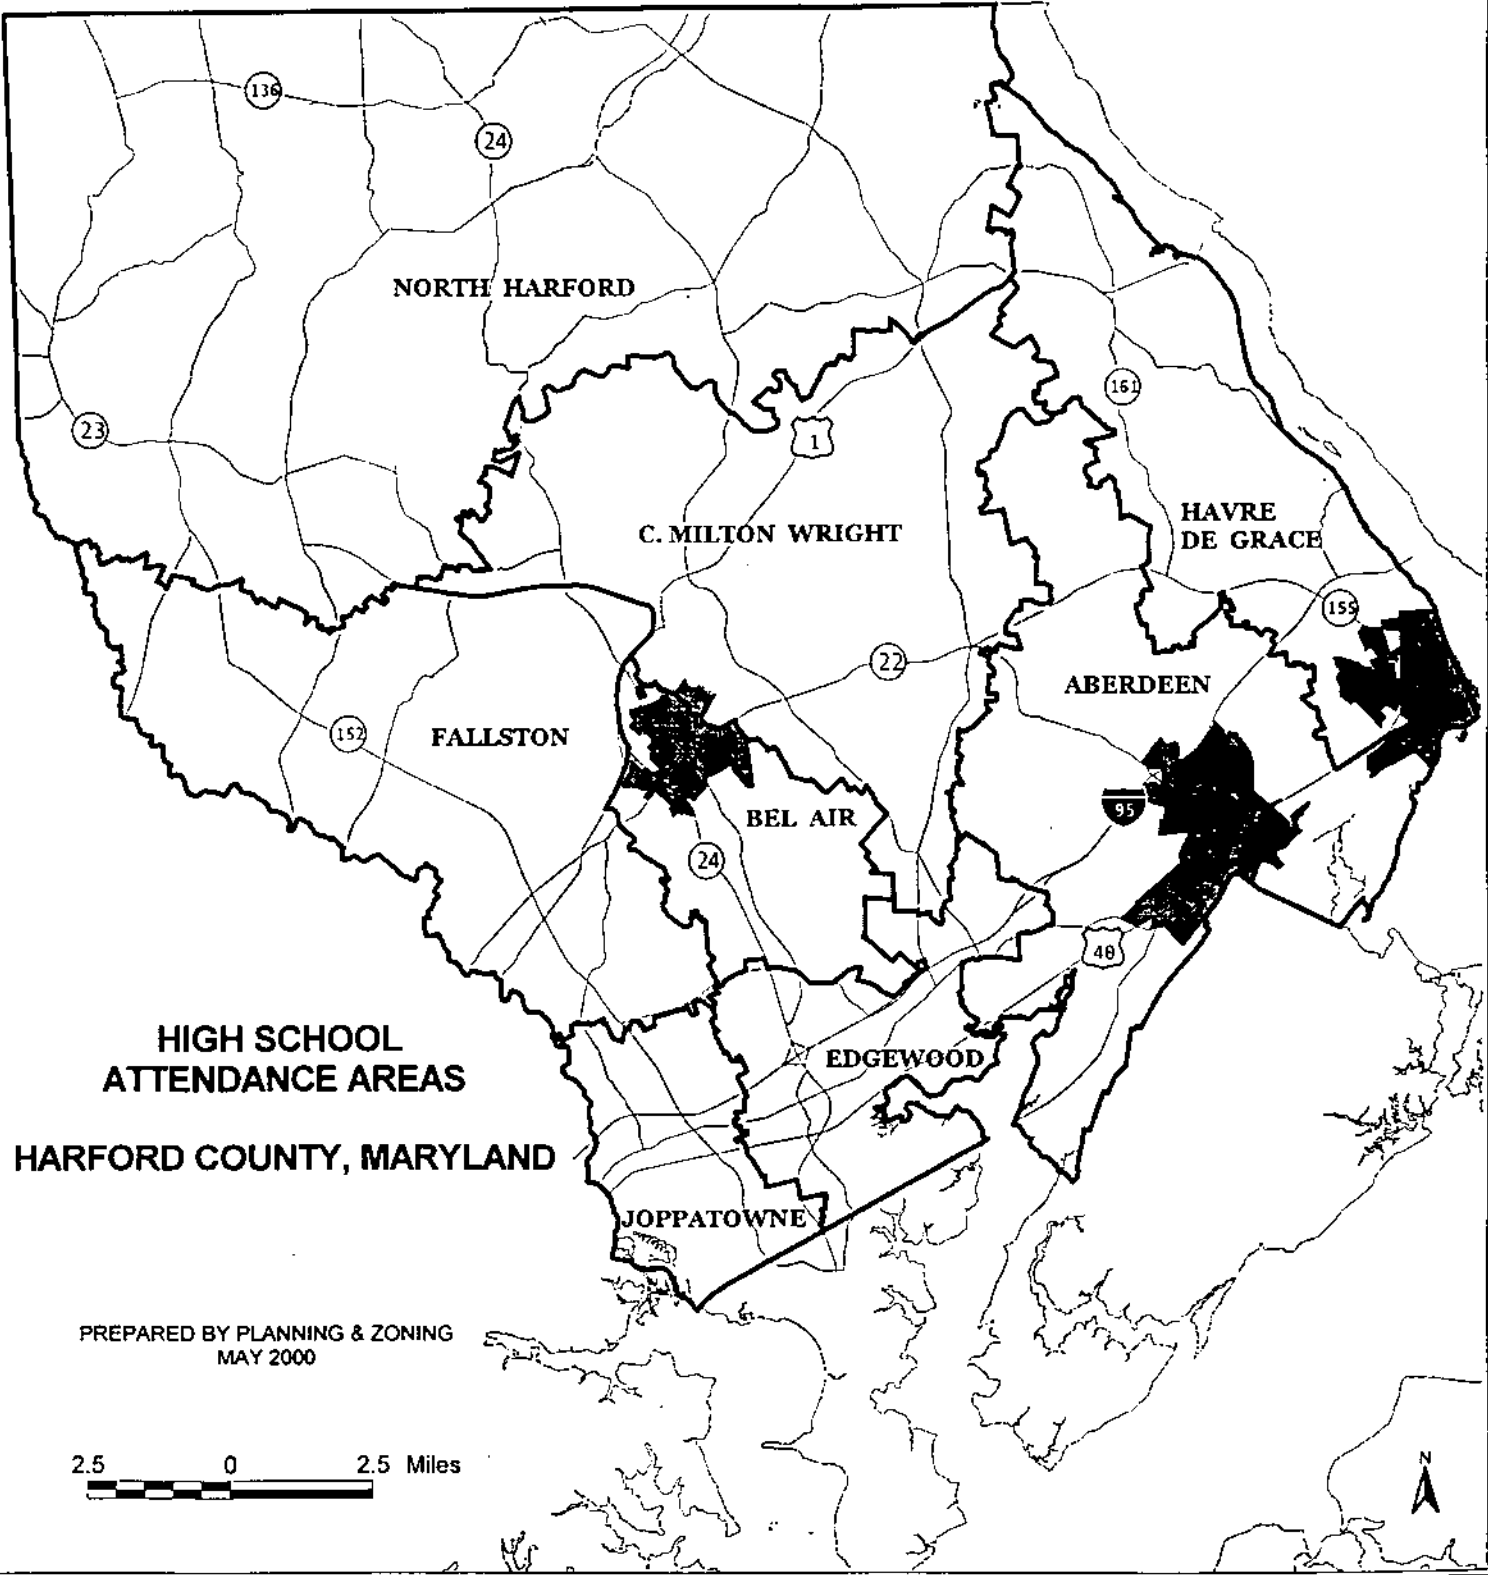 136
24
NORTH HARFORD
23
161
1
HAVRE
DE GRACE
C. MILTON WRIGHT
155
22
ABERDEEN
152
FALLSTON
95
BEL AIR
24
40
HIGH SCHOOL
ATTENDANCE AREAS
EDGEWOOD
HARFORD COUNTY, MARYLAND
JOPPATOWNE
PREPARED BY PLANNING & ZONING
MAY 2000
2.5 0 2.5 Miles
N